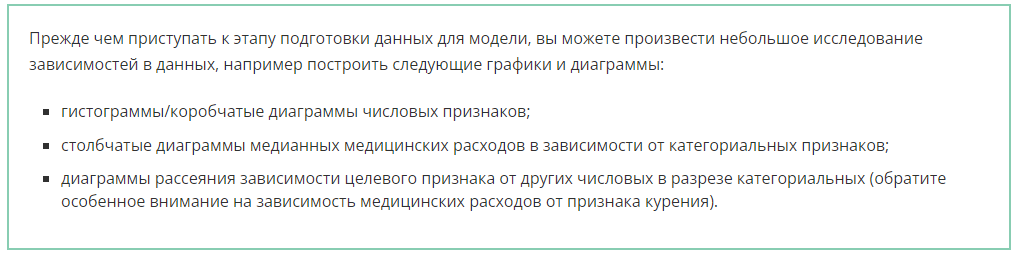 Прежде чем приступать к этапу подготовки данных для модели, вы можете произвести небольшое исследование
зависимостей в данных, например построить следующие графики и диаграммы:
гистограммы/коробчатые диаграммы числовых признаков;
столбчатые диаграммы медианных медицинских расходов в зависимости от категориальных признаков;
диаграммы рассеяния зависимости целевого признака от других числовых в разрезе категориальных (обратите
особенное внимание на зависимость медицинских расходов от признака курения).